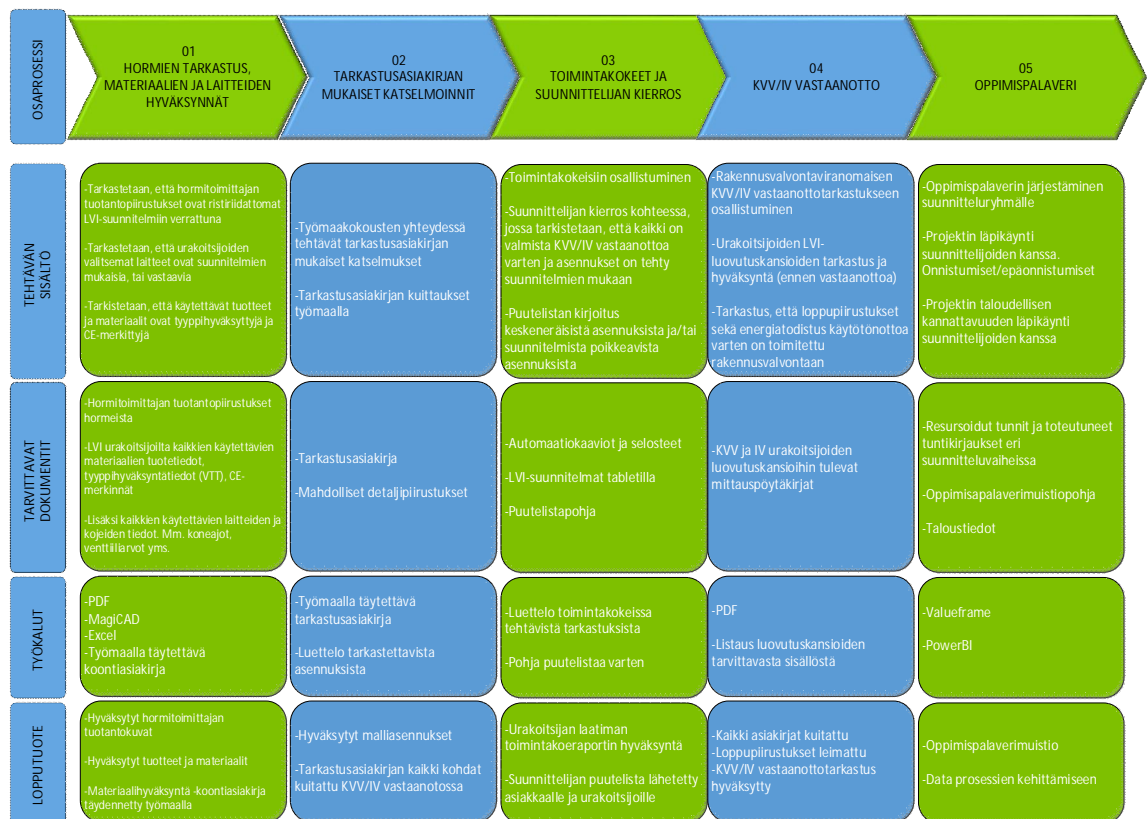 OSAPROSESSI
01
HORMIEN TARKASTUS,
MATERIAALIEN JA LAITTEIDEN
HYVÄKSYNNÄT
02
TARKASTUSASIAKIRJAN
MUKAISET KATSELMOINNIT
03
TOIMINTAKOKEET JA
SUUNNITTELIJAN KIERROS
04
KVV/IV VASTAANOTTO
05
OPPIMISPALAVERI
TEHTÄVÄN
SISÄLTÖ
-Tarkastetaan, että hormitoimittajan
tuotantopiirustukset ovat ristiriidattomat
LVI-suunnitelmiin verrattuna
-Tarkastetaan, että urakoitsijoiden
valitsemat laitteet ovat suunnitelmien
mukaisia, tai vastaavia
-Tarkistetaan, että käytettävät tuotteet
ja materiaalit ovat tyyppihyväksyttyjä ja
CE-merkittyjä
-Työmaakokousten yhteydessä
tehtävät tarkastusasiakirjan
mukaiset katselmukset
-Tarkastusasiakirjan kuittaukset
työmaalla
-Toimintakokeisiin osallistuminen
-Suunnittelijan kierros kohteessa,
jossa tarkistetaan, että kaikki on
valmista KVV/IV vastaanottoa
varten ja asennukset on tehty
suunnitelmien mukaan
-Puutelistan kirjoitus
keskeneräisistä asennuksista ja/tai
suunnitelmista poikkeavista
asennuksista
-Rakennusvalvontaviranomaisen
KVV/IV vastaanottotarkastukseen
osallistuminen
-Urakoitsijoiden LVI-
luovutuskansioiden tarkastus ja
hyväksyntä (ennen vastaanottoa)
-Tarkastus, että loppupiirustukset
sekä energiatodistus käytötönottoa
varten on toimitettu
rakennusvalvontaan
-Oppimispalaverin järjestäminen
suunnitteluryhmälle
-Projektin läpikäynti
suunnittelijoiden kanssa.
Onnistumiset/epäonnistumiset
-Projektin taloudellisen
kannattavuuden läpikäynti
suunnittelijoiden kanssa
TARVITTAVAT
DOKUMENTIT
-Hormitoimittajan tuotantopiirustukset
hormeista
-LVI urakoitsijoilta kaikkien käytettävien
materiaalien tuotetiedot,
tyyppihyväksyntätiedot (VTT), CE-
merkinnät
-Lisäksi kaikkien käytettävien laitteiden ja
kojeiden tiedot. Mm. koneajot,
venttiiliarvot yms.
-Tarkastusasiakirja
-Mahdolliset detaljipiirustukset
-Automaatiokaaviot ja selosteet
-LVI-suunnitelmat tabletilla
-Puutelistapohja
-KVV ja IV urakoitsijoiden
luovutuskansioihin tulevat
mittauspöytäkirjat
-Resursoidut tunnit ja toteutuneet
tuntikirjaukset eri
suunnitteluvaiheissa
-Oppimisapalaverimuistiopohja
-Taloustiedot
TYÖKALUT
-PDF
-MagiCAD
-Excel
-Työmaalla täytettävä
koontiasiakirja
-Työmaalla täytettävä
tarkastusasiakirja
-Luettelo tarkastettavista
asennuksista
-Luettelo toimintakokeissa
tehtävistä tarkastuksista
-Pohja puutelistaa varten
-PDF
-Listaus luovutuskansioiden
tarvittavasta sisällöstä
-Valueframe
-PowerBI
LOPPUTUOTE
-Hyväksytyt hormitoimittajan
tuotantokuvat
-Hyväksytyt tuotteet ja materiaalit
-Materiaalihyväksyntä -koontiasiakirja
täydennetty työmaalla
-Hyväksytyt malliasennukset
-Tarkastusasiakirjan kaikki kohdat
kuitattu KVV/IV vastaanotossa
-Urakoitsijan laatiman
toimintakoeraportin hyväksyntä
-Suunnittelijan puutelista lähetetty
asiakkaalle ja urakoitsijoille
-Kaikki asiakirjat kuitattu
-Loppupiirustukset leimattu
-KVV/IV vastaanottotarkastus
hyväksytty
-Oppimispalaverimuistio
-Data prosessien kehittämiseen